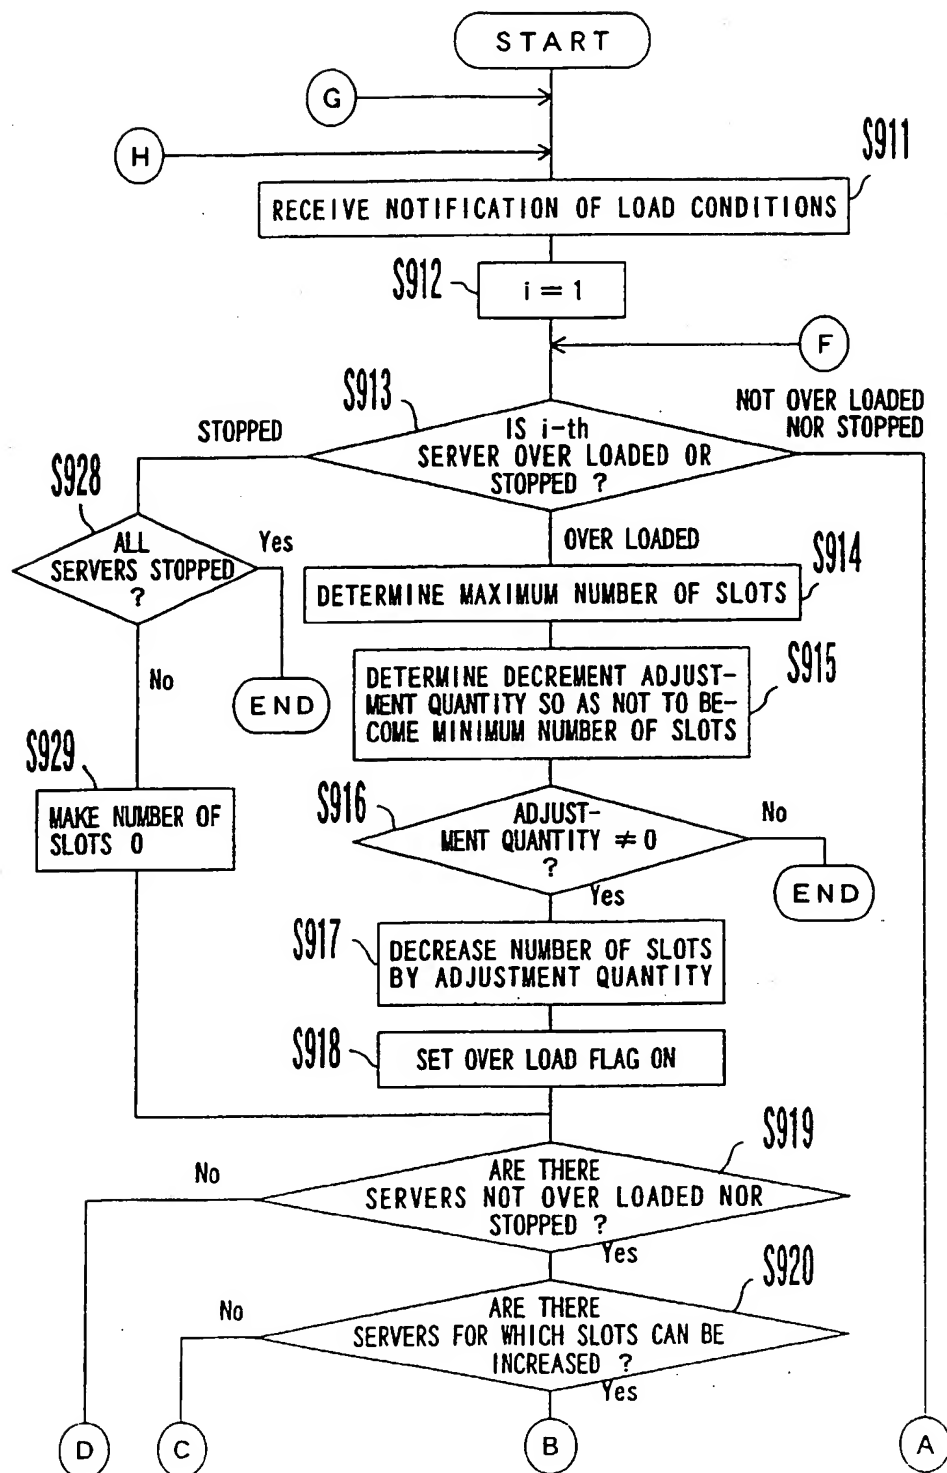 START
G
H
S911
RECEIVE NOTIFICATION OF LOAD CONDITIONS
S912
i = 1
F
S913
IS i-th
SERVER OVER LOADED OR
STOPPED ?
STOPPED
NOT OVER LOADED
NOR STOPPED
S928
ALL
SERVERS STOPPED
?
Yes
OVER LOADED
S914
DETERMINE MAXIMUM NUMBER OF SLOTS
No
END
S915
DETERMINE DECREMENT ADJUST-
MENT QUANTITY SO AS NOT TO BE-
COME MINIMUM NUMBER OF SLOTS
S929
MAKE NUMBER OF
SLOTS 0
S916
ADJUST-
MENT QUANTITY ≠ 0
?
No
Yes
END
S917
DECREASE NUMBER OF SLOTS
BY ADJUSTMENT QUANTITY
S918
SET OVER LOAD FLAG ON
S919
ARE THERE
SERVERS NOT OVER LOADED NOR
STOPPED ?
No
Yes
S920
ARE THERE
SERVERS FOR WHICH SLOTS CAN BE
INCREASED ?
No
Yes
D
C
B
A